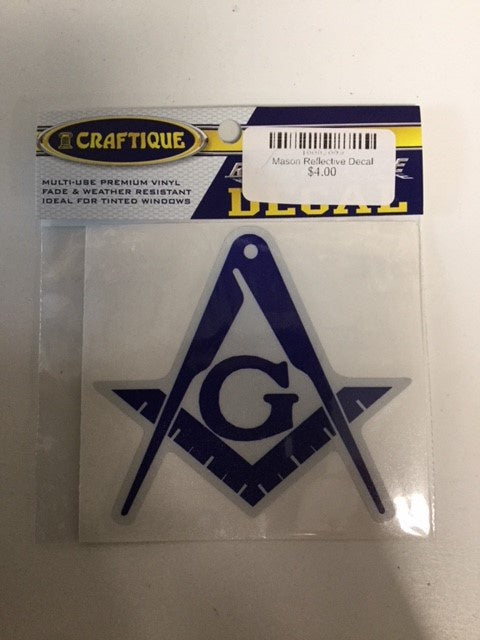 CRAFTIQUE
MULTI-USE PREMIUM VINYL
FADE & WEATHER RESISTANT
IDEAL FOR TINTED WINDOWS
Mason Reflective Decal
$4.00
DECAL
G